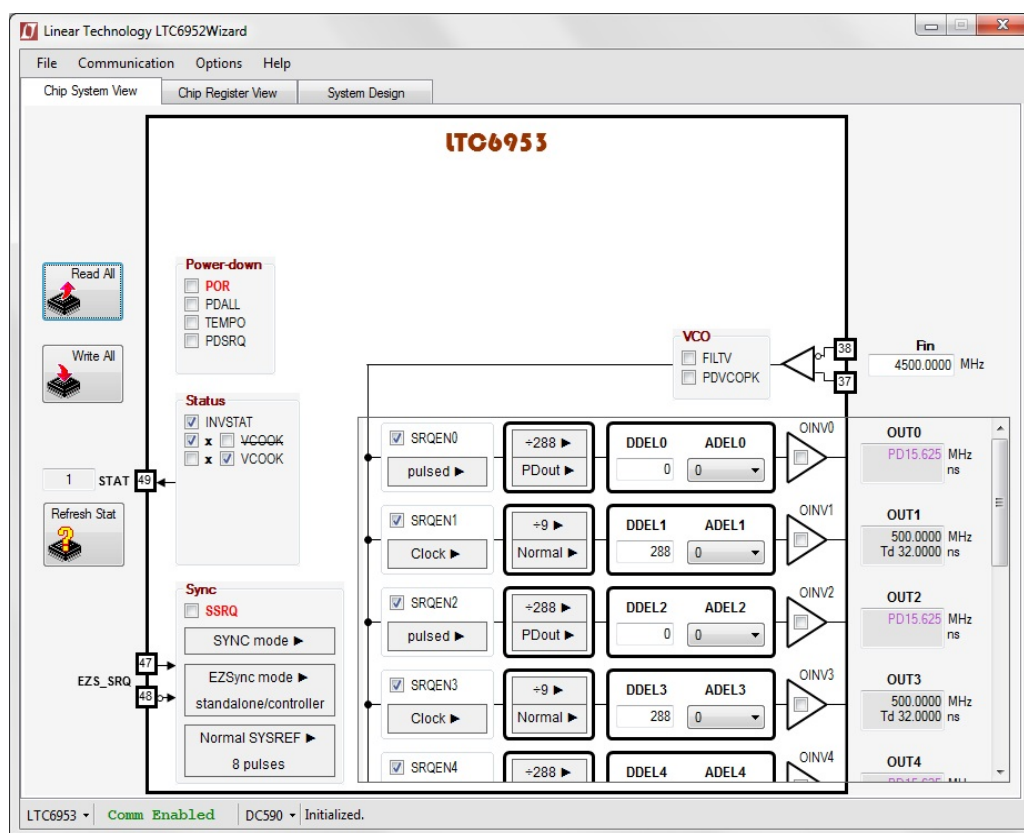 Linear Technology LTC6952Wizard
File Communication Options Help
Chip System View Chip Register View System Design
LTC6953
Read All
Write All
Power-down
POR
PDALL
TEMPO
PDSRQ
VCO
FILTV
PDVCOPK
38
37
Fin
4500.0000 MHz
Status
INVSTAT
x VCOOK
x VCOOK
1 STAT 49
Refresh Stat
SRQEN0 ÷288 ► DDEL0 ADEL0 OINV0 OUT0
pulsed ► PDout ► 0 0 PD15.625 MHz
ns
SRQEN1 ÷9 ► DDEL1 ADEL1 OINV1 OUT1
Clock ► Normal ► 288 0 500.0000 MHz
Td 32.0000 ns
SRQEN2 ÷288 ► DDEL2 ADEL2 OINV2 OUT2
pulsed ► PDout ► 0 0 PD15.625 MHz
ns
SRQEN3 ÷9 ► DDEL3 ADEL3 OINV3 OUT3
Clock ► Normal ► 288 0 500.0000 MHz
Td 32.0000 ns
SRQEN4 ÷288 ► DDEL4 ADEL4 OINV4 OUT4
Sync
SSRQ
SYNC mode ►
47
EZS_SRQ
48
EZSync mode ►
standalone/controller
Normal SYSREF ►
8 pulses
LTC6953 Comm Enabled DC590 Initialized.